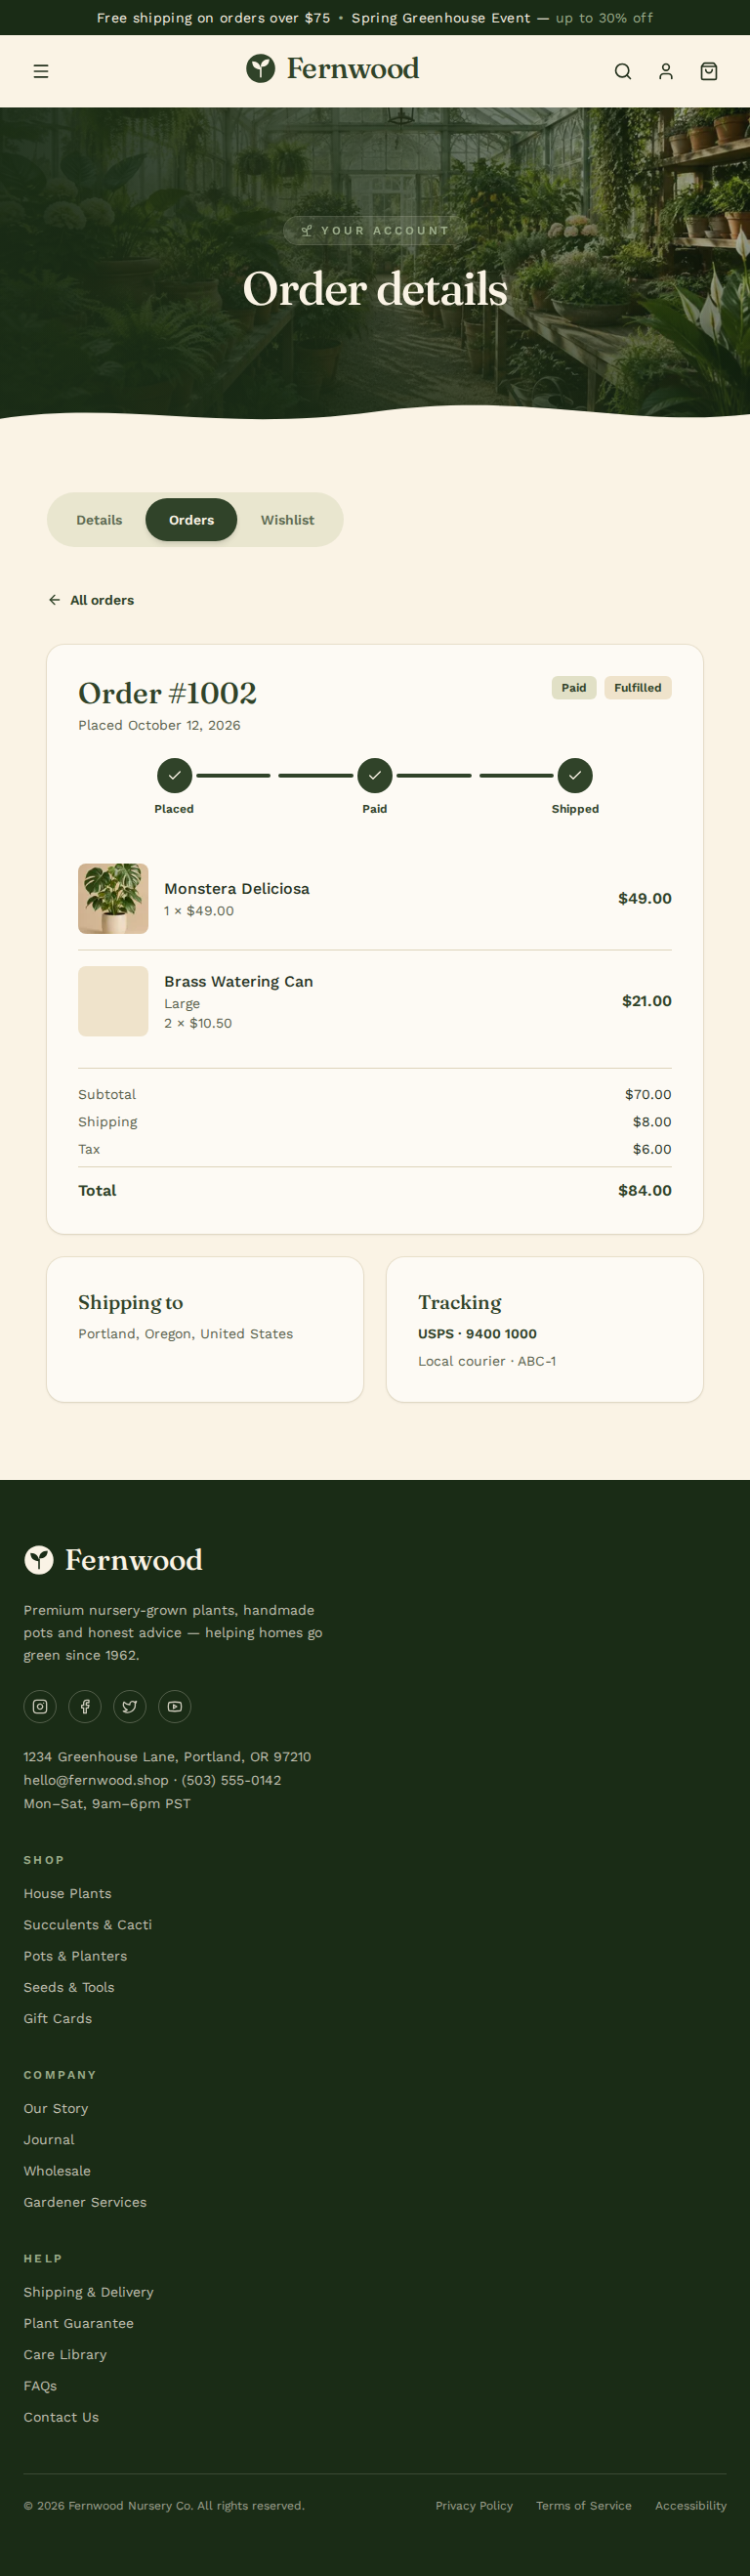 Free shipping on orders over $75 • Spring Greenhouse Event — up to 30% off
Fernwood
YOUR ACCOUNT
Order details
Details
Orders
Wishlist
All orders
Order #1002
Paid
Fulfilled
Placed October 12, 2026
Placed
Paid
Shipped
Monstera Deliciosa
1 × $49.00
$49.00
Brass Watering Can
Large
2 × $10.50
$21.00
Subtotal
$70.00
Shipping
$8.00
Tax
$6.00
Total
$84.00
Shipping to
Portland, Oregon, United States
Tracking
USPS · 9400 1000
Local courier · ABC-1
Fernwood
Premium nursery-grown plants, handmade
pots and honest advice — helping homes go
green since 1962.
1234 Greenhouse Lane, Portland, OR 97210
hello@fernwood.shop · (503) 555-0142
Mon–Sat, 9am–6pm PST
SHOP
House Plants
Succulents & Cacti
Pots & Planters
Seeds & Tools
Gift Cards
COMPANY
Our Story
Journal
Wholesale
Gardener Services
HELP
Shipping & Delivery
Plant Guarantee
Care Library
FAQs
Contact Us
© 2026 Fernwood Nursery Co. All rights reserved.
Privacy Policy
Terms of Service
Accessibility